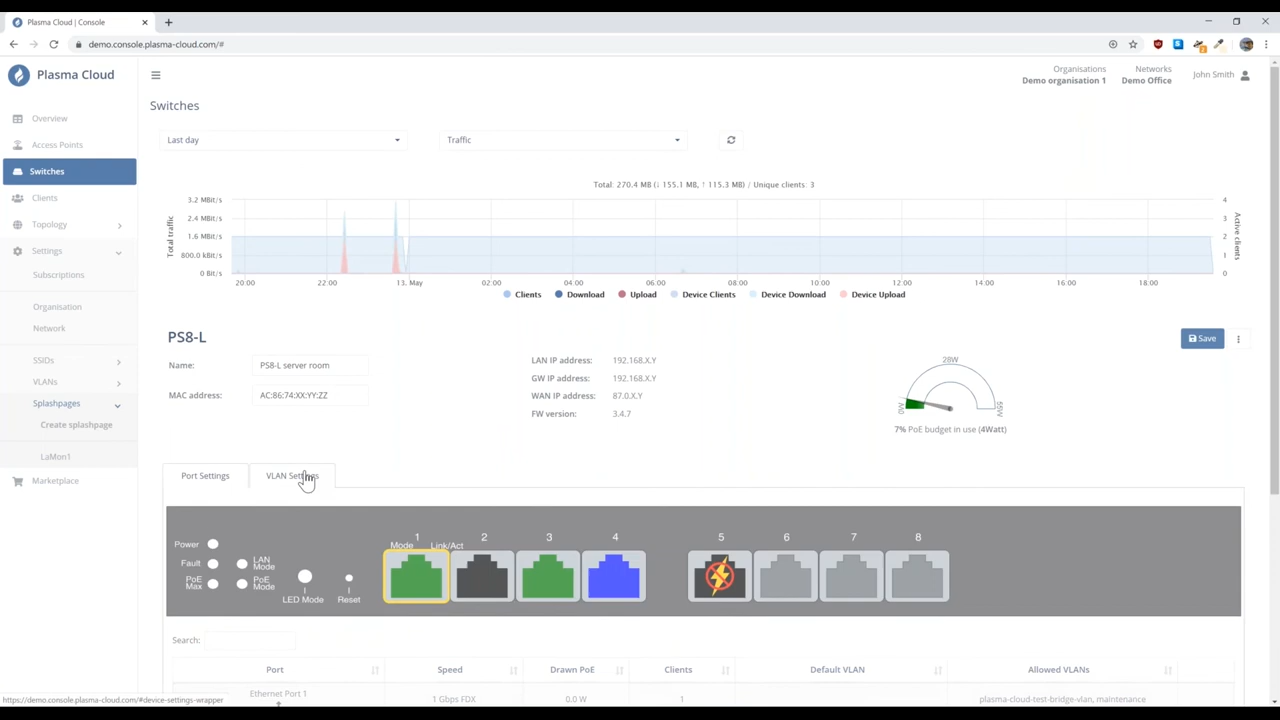 Plasma Cloud | Console
demo.console.plasma-cloud.com/#
Plasma Cloud
Organisations
Demo organisation 1
Networks
Demo Office
John Smith
Overview
Access Points
Switches
Clients
Topology
Settings
Subscriptions
Organisation
Network
SSIDs
VLANs
Splashpages
Create splashpage
LaMon1
Marketplace
Switches
Last day
Traffic
Total: 270.4 MB (↓ 155.1 MB, ↑ 115.3 MB) / Unique clients: 3
Total traffic
3.2 MBit/s
2.4 MBit/s
1.6 MBit/s
800.0 kBit/s
0 Bit/s
4
3
2
1
0
Active clients
20:00 22:00 13. May 02:00 04:00 06:00 08:00 10:00 12:00 14:00 16:00 18:00
Clients Download Upload Device Clients Device Download Device Upload
PS8-L
Save
Name: PS8-L server room
MAC address: AC:86:74:XX:YY:ZZ
LAN IP address: 192.168.X.Y
GW IP address: 192.168.X.Y
WAN IP address: 87.0.X.Y
FW version: 3.4.7
28W
0W
55W
7% PoE budget in use (4Watt)
Port Settings
VLAN Settings
Power
Fault
PoE Max
LAN Mode
PoE Mode
LED Mode
Reset
Mode
Link/Act
1 2 3 4 5 6 7 8
Search:
Port Speed Drawn PoE Clients Default VLAN Allowed VLANs
Ethernet Port 1
1 Gbps FDX 0.0 W 1 plasma-cloud-test-bridge-vlan, maintenance
https://demo.console.plasma-cloud.com/#device-settings-wrapper